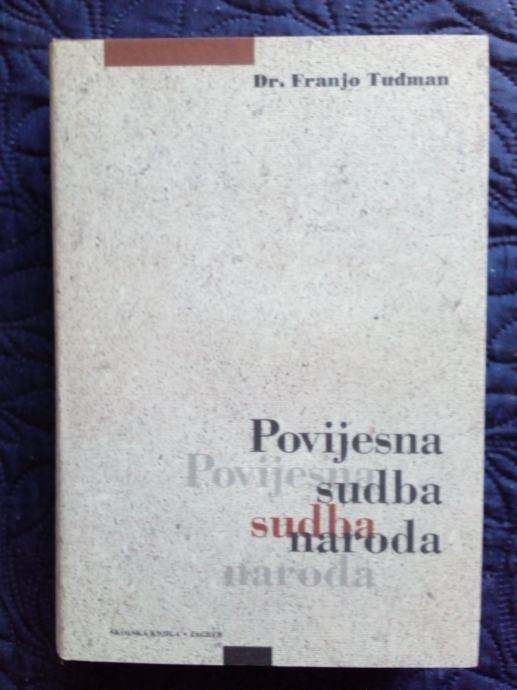 Dr. Franjo Tuđman
Povijesna
Povijesna
sudba
sudba
naroda
naroda
ŠKOLSKA KNJIGA • ZAGREB